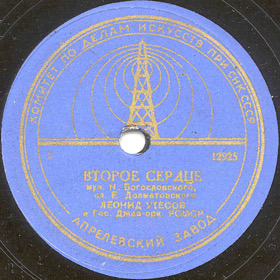 КОМИТЕТ ПО ДЕЛАМ ИСКУССТВ ПРИ СНК СССР
2 12925
ВТОРОЕ СЕРДЦЕ
муз. Н. Богословского,
сл. Е. Долматовского
ЛЕОНИД УТЕСОВ
и Гос. Джаз-орк. РСФСР
АПРЕЛЕВСКИЙ ЗАВОД